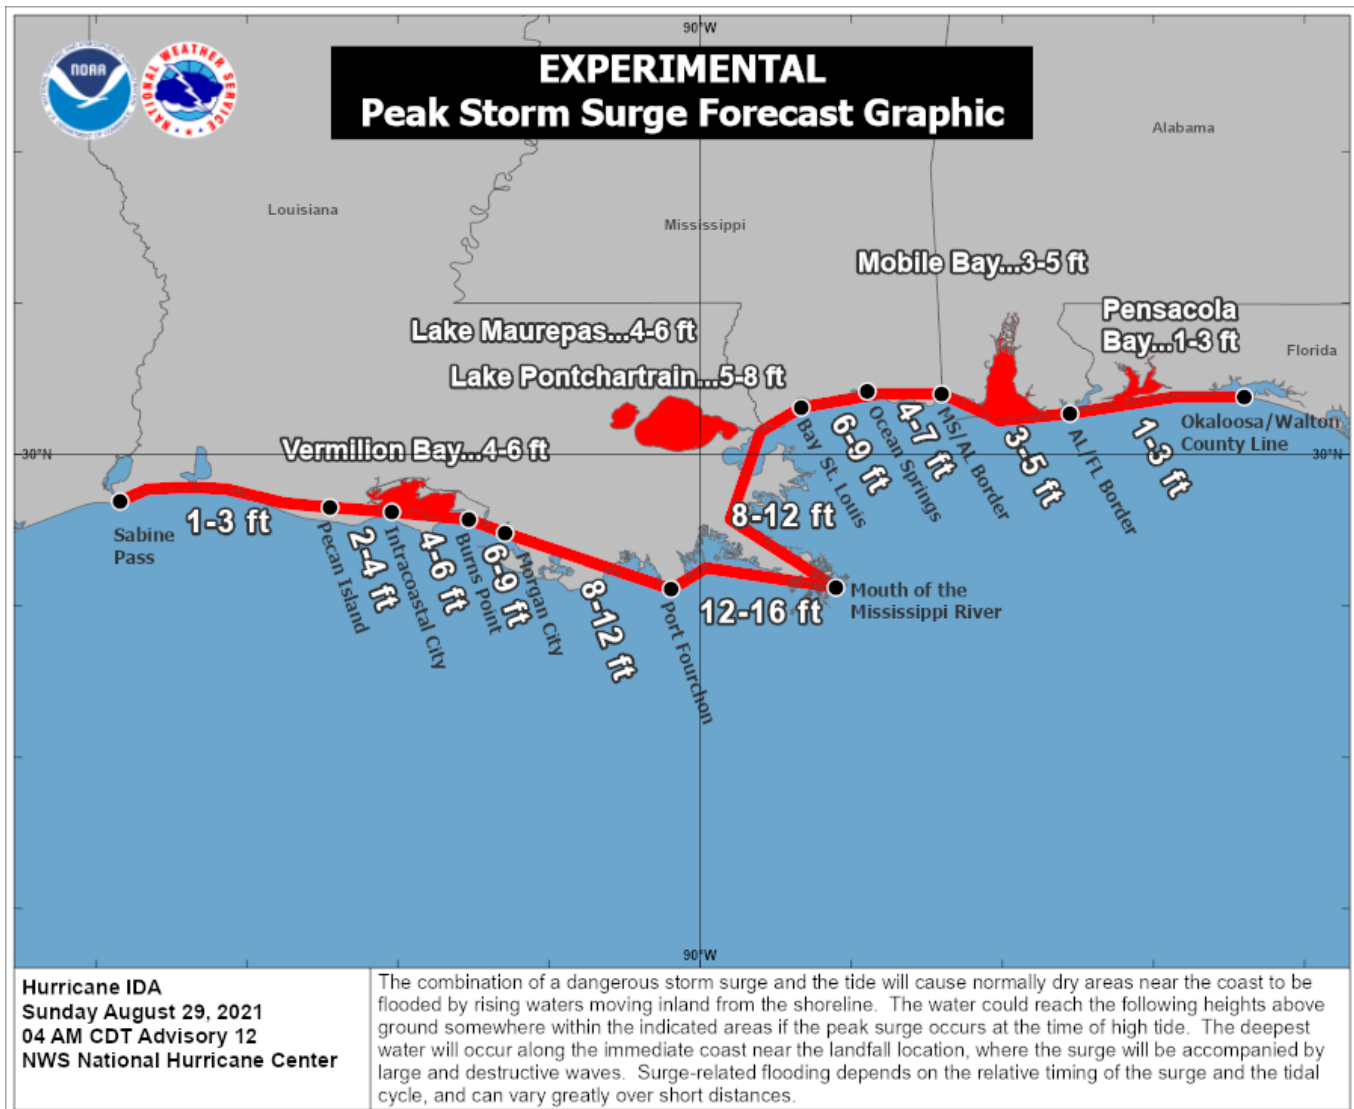 90°W
EXPERIMENTAL
Peak Storm Surge Forecast Graphic
NOAA
NATIONAL WEATHER SERVICE
Alabama
Louisiana
Mississippi
Mobile Bay...3-5 ft
Pensacola
Bay...1-3 ft
Lake Maurepas...4-6 ft
Florida
Lake Pontchartrain...5-8 ft
Okaloosa/Walton
County Line
Vermilion Bay...4-6 ft
30°N
30°N
Sabine
Pass
1-3 ft
Pecan Island
2-4 ft
Intracoastal City
4-6 ft
Burns Point
6-9 ft
Morgan City
8-12 ft
Port Fourchon
12-16 ft
Mouth of the
Mississippi River
8-12 ft
Bay St. Louis
6-9 ft
Ocean Springs
4-7 ft
MS/AL Border
3-5 ft
AL/FL Border
1-3 ft
90°W
Hurricane IDA
Sunday August 29, 2021
04 AM CDT Advisory 12
NWS National Hurricane Center
The combination of a dangerous storm surge and the tide will cause normally dry areas near the coast to be
flooded by rising waters moving inland from the shoreline.  The water could reach the following heights above
ground somewhere within the indicated areas if the peak surge occurs at the time of high tide.  The deepest
water will occur along the immediate coast near the landfall location, where the surge will be accompanied by
large and destructive waves.  Surge-related flooding depends on the relative timing of the surge and the tidal
cycle, and can vary greatly over short distances.